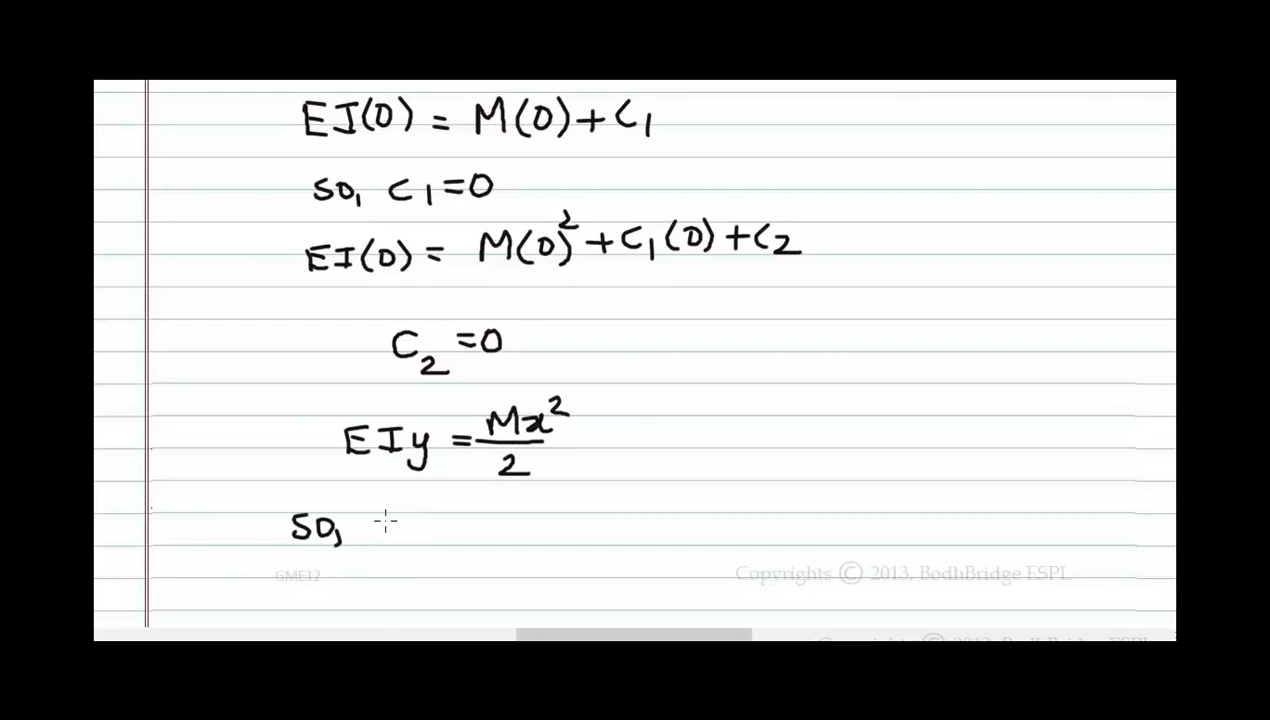 EI(0) = M(0)+C₁
so, C₁=0
EI(0) = M(0)²+C₁(0)+C₂
C₂=0
EIy = Mx²/2
so,
GME12
Copyrights © 2013, BodhBridge ESPL